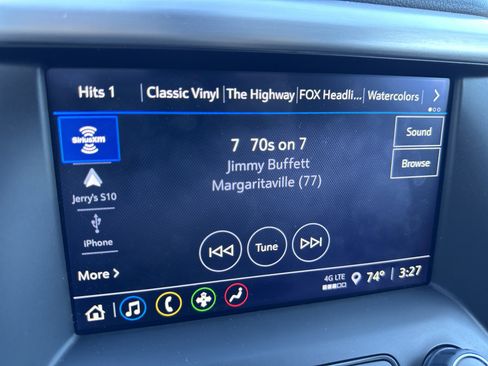 Hits 1 Classic Vinyl The Highway FOX Headli... Watercolors
SiriusXM
7 70s on 7
Sound
Jimmy Buffett
Browse
Margaritaville (77)
Jerry's S10
iPhone
Tune
More
4G LTE
74° 3:27